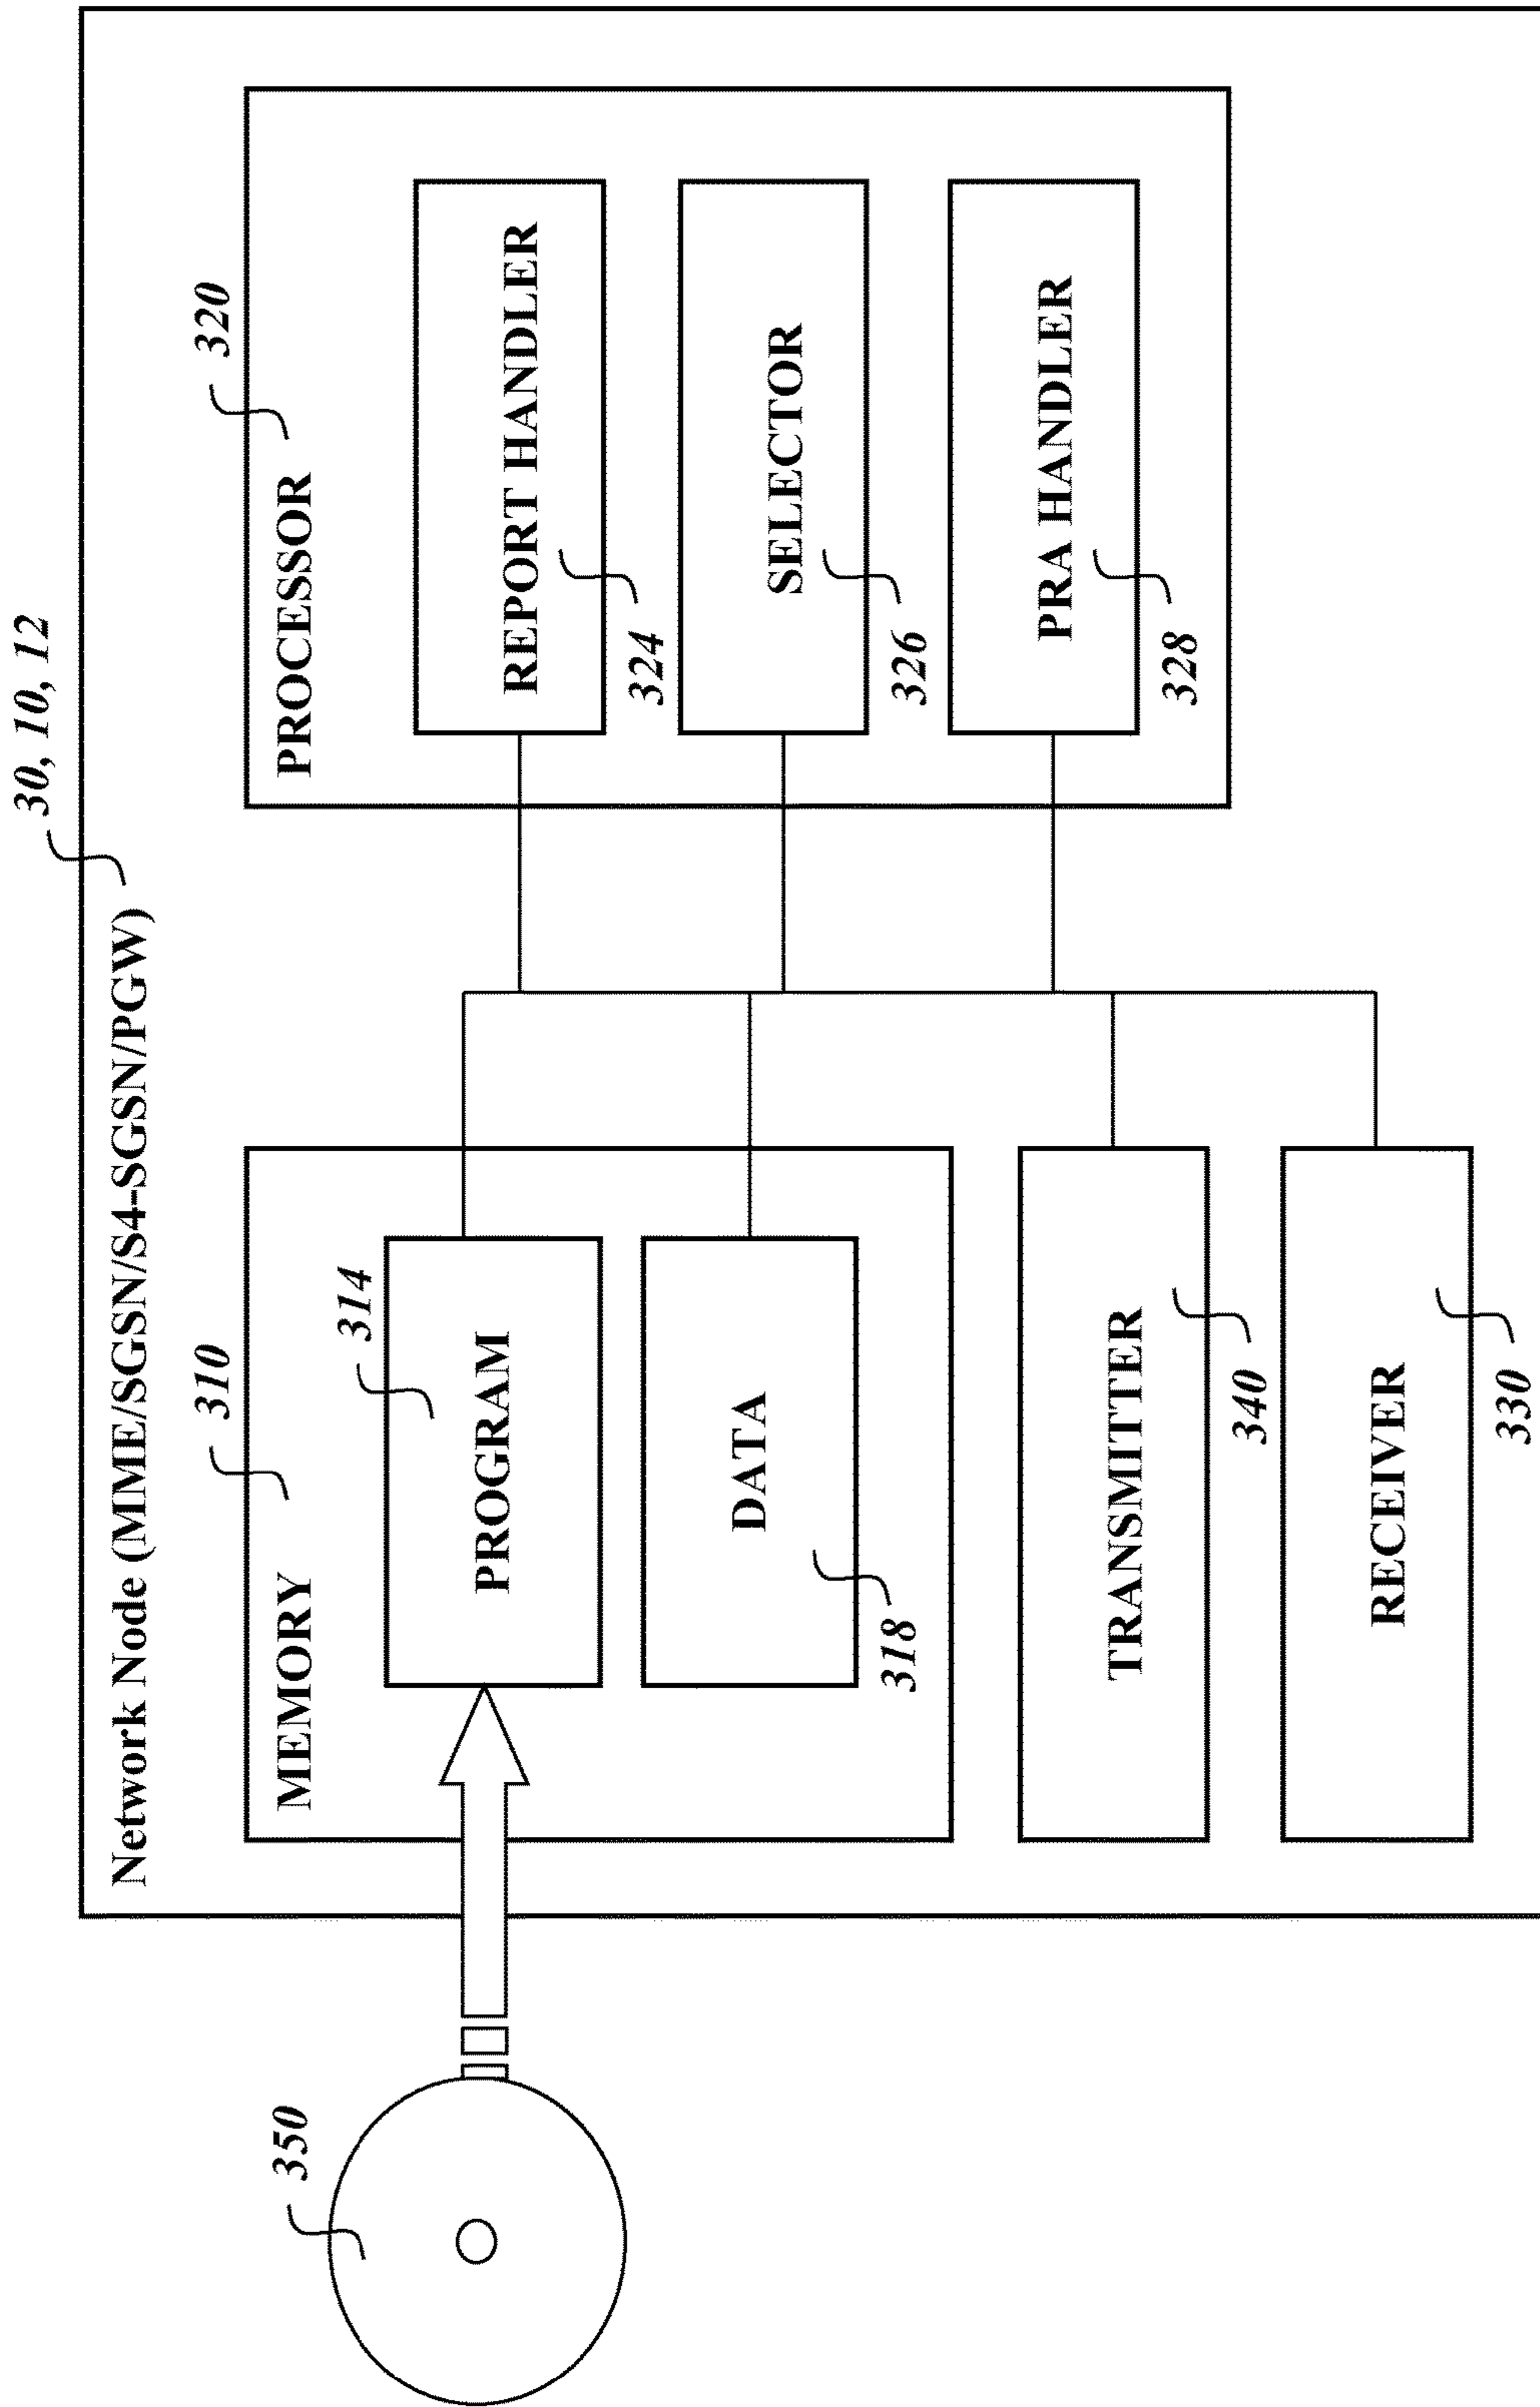 30, 10, 12
Network Node (MME/SGSN/S4-SGSN/PGW)
350
310
MEMORY
314
PROGRAM
DATA
318
TRANSMITTER
340
RECEIVER
330
320
PROCESSOR
REPORT HANDLER
324
SELECTOR
326
PRA HANDLER
328